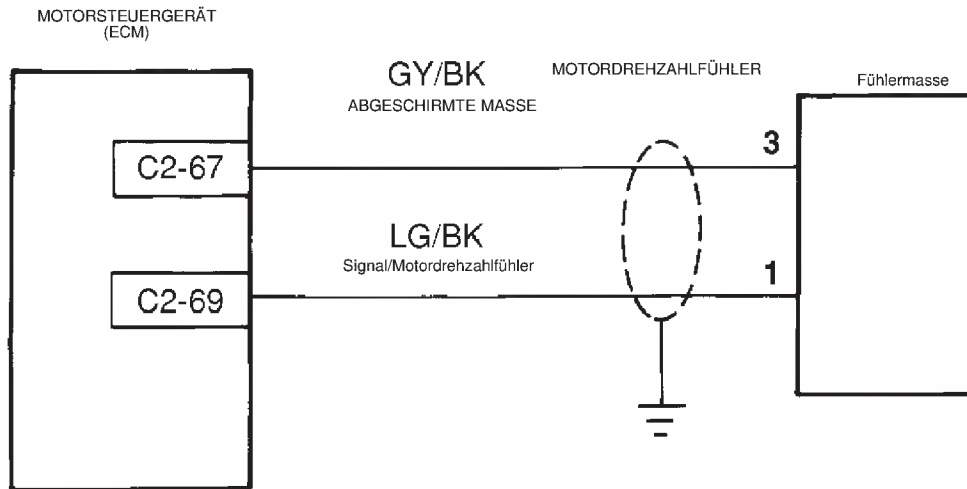 MOTORSTEUERGERÄT
(ECM)
GY/BK
ABGESCHIRMTE MASSE
MOTORDREHZAHLFÜHLER
Fühlermasse
C2-67
3
LG/BK
Signal/Motordrehzahlfühler
C2-69
1